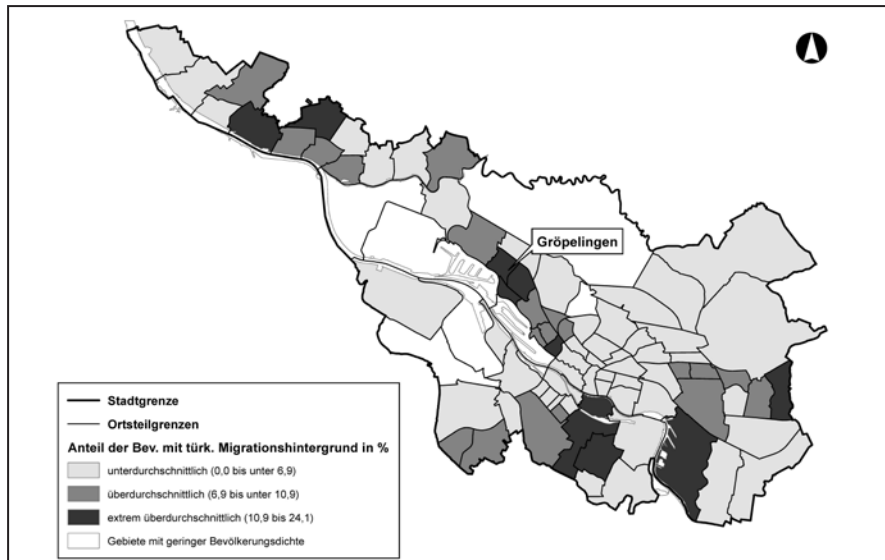 Gröpelingen
Stadtgrenze
Ortsteilgrenzen
Anteil der Bev. mit türk. Migrationshintergrund in %
unterdurchschnittlich (0,0 bis unter 6,9)
überdurchschnittlich (6,9 bis unter 10,9)
extrem überdurchschnittlich (10,9 bis 24,1)
Gebiete mit geringer Bevölkerungsdichte